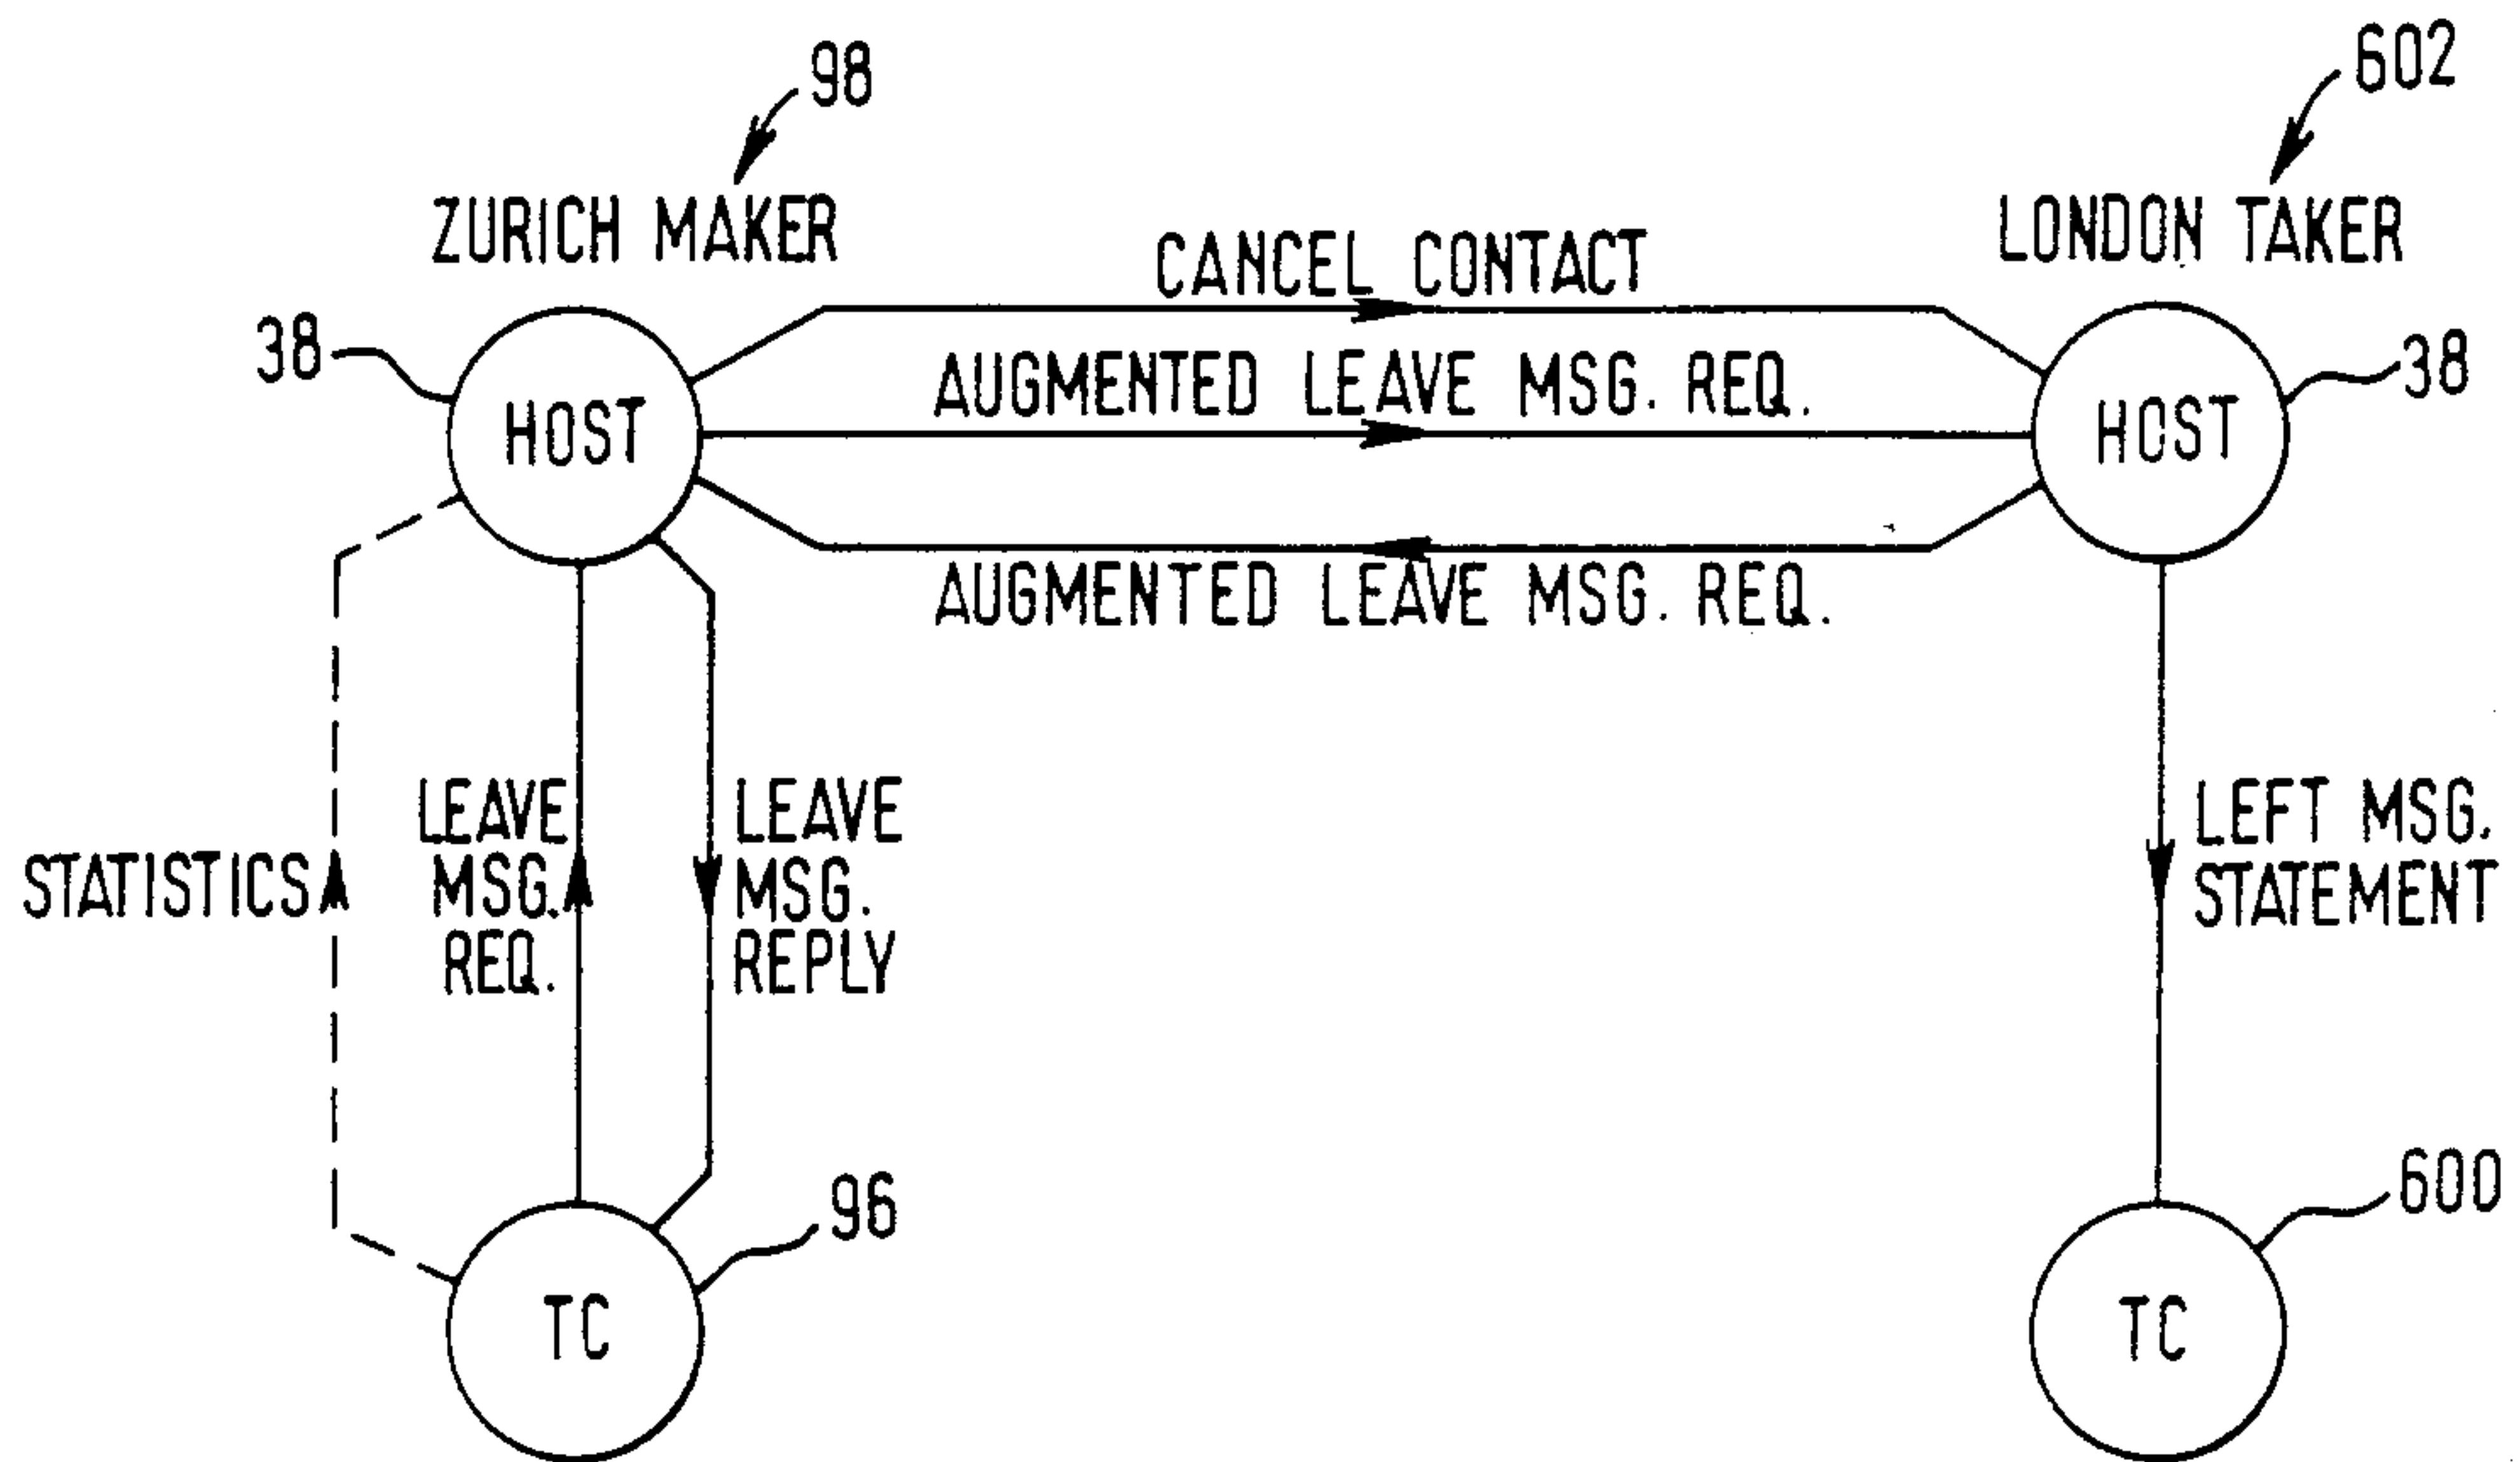 98
602
ZURICH MAKER
LONDON TAKER
CANCEL CONTACT
38
AUGMENTED LEAVE MSG. REQ.
38
HOST
HOST
AUGMENTED LEAVE MSG. REQ.
STATISTICS
LEAVE
MSG.
REQ.
LEAVE
MSG.
REPLY
LEFT MSG.
STATEMENT
96
600
TC
TC